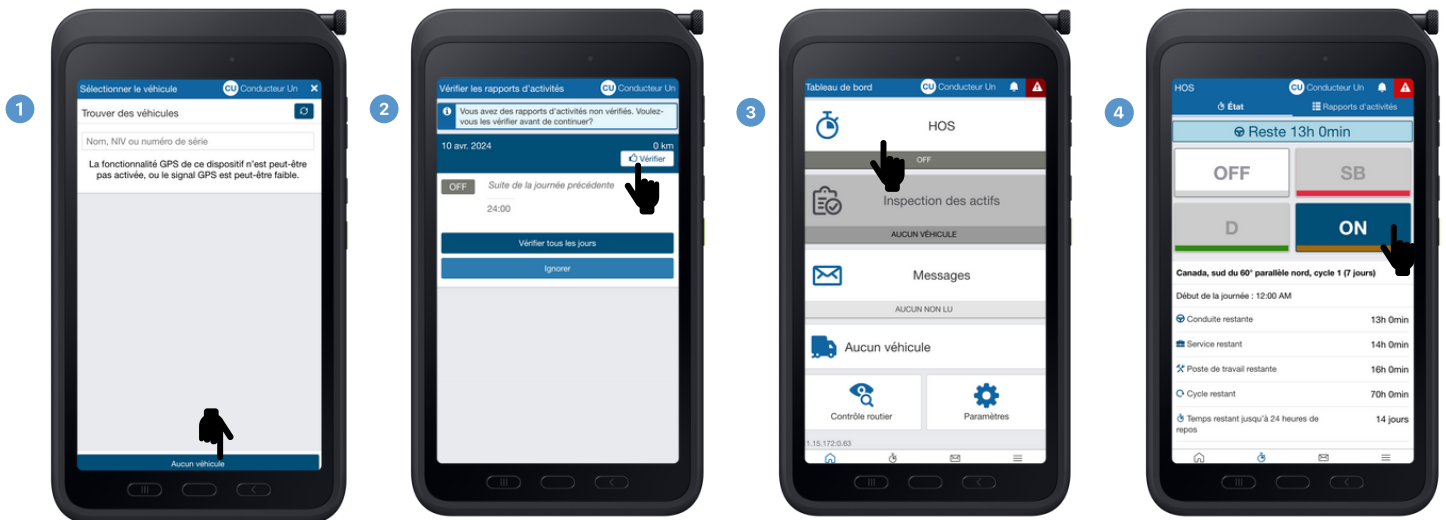 1
Sélectionner le véhicule CU Conducteur Un ×
Trouver des véhicules
Nom, NIV ou numéro de série
La fonctionnalité GPS de ce dispositif n'est peut-être
pas activée, ou le signal GPS est peut-être faible.
Aucun véhicule
2
Vérifier les rapports d'activités CU Conducteur Un
Vous avez des rapports d'activités non vérifiés. Voulez-
vous les vérifier avant de continuer?
10 avr. 2024 0 km
Vérifier
OFF Suite de la journée précédente
24:00
Vérifier tous les jours
Ignorer
3
Tableau de bord CU Conducteur Un
HOS
OFF
Inspection des actifs
AUCUN VÉHICULE
Messages
AUCUN NON LU
Aucun véhicule
Contrôle routier Paramètres
1.15.172:0.63
4
HOS CU Conducteur Un
État Rapports d'activités
Reste 13h 0min
OFF SB
D ON
Canada, sud du 60° parallèle nord, cycle 1 (7 jours)
Début de la journée : 12:00 AM
Conduite restante 13h 0min
Service restant 14h 0min
Poste de travail restante 16h 0min
Cycle restant 70h 0min
Temps restant jusqu'à 24 heures de 14 jours
repos